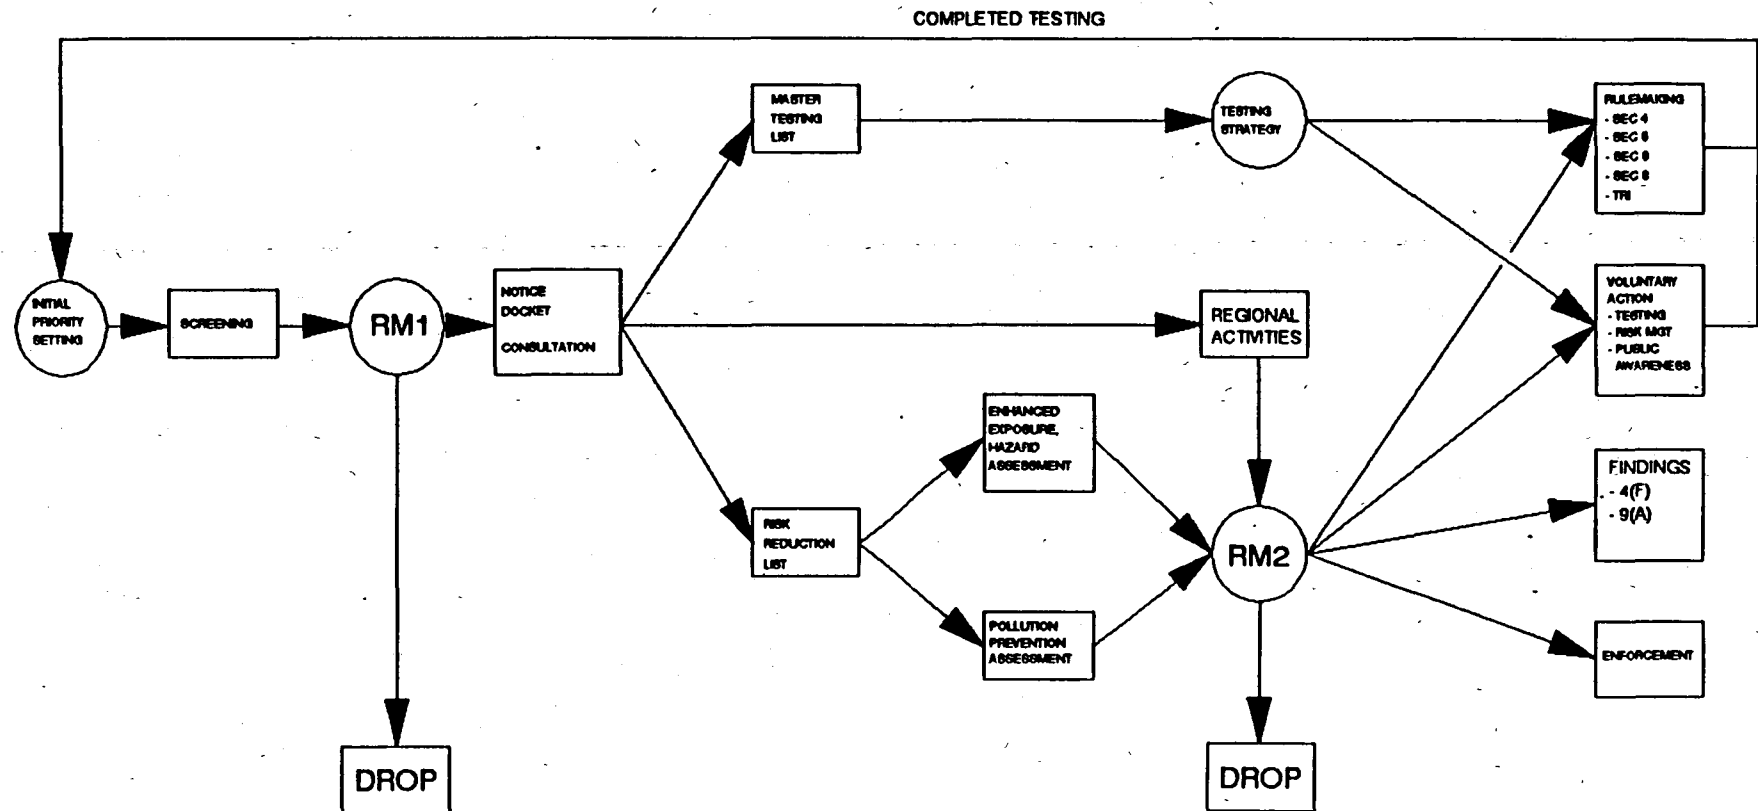 COMPLETED TESTING
MASTER
TESTING
LIST
TESTING
STRATEGY
RULEMAKING
- SEC 4
- SEC
- SEC
- SEC
- TRI
INITIAL
PRIORITY
SETTING
SCREENING
RM1
NOTICE
DOCKET
CONSULTATION
REGIONAL
ACTIVITIES
VOLUNTARY
ACTION
- TESTING
- RISK MGT
- PUBLIC
AWARENESS
ENHANCED
EXPOSURE,
HAZARD
ASSESSMENT
RISK
REDUCTION
LIST
POLLUTION
PREVENTION
ASSESSMENT
RM2
FINDINGS
- 4(F)
- 9(A)
ENFORCEMENT
DROP
DROP